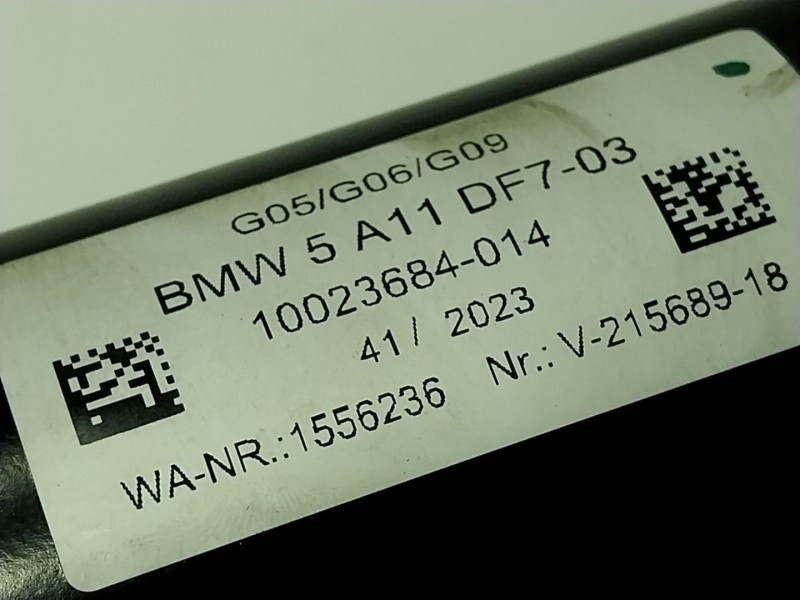 G05/G06/G09
BMW 5 A11 DF7-03
10023684-014
41 / 2023
WA-NR.:1556236 Nr.: V-215689-18